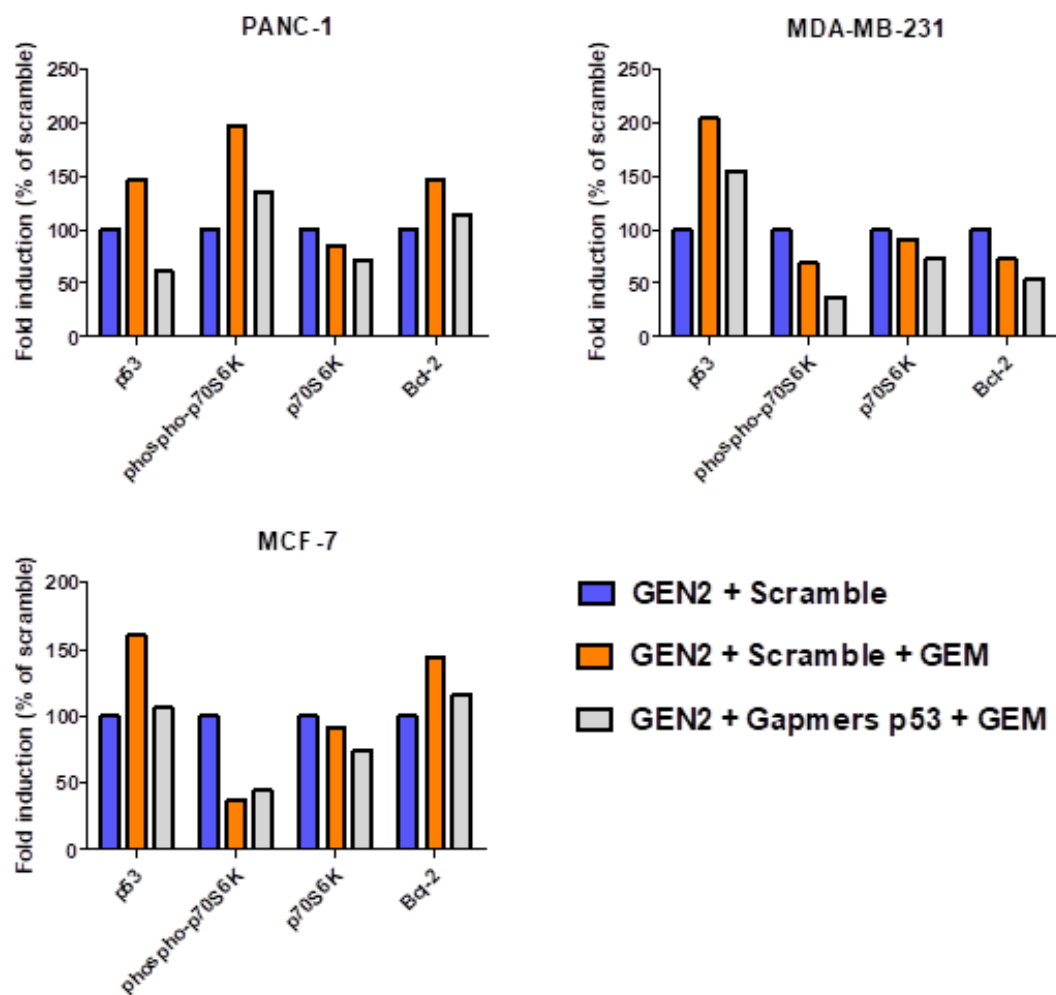 PANC-1
Fold induction (% of scramble)
250
200
150
100
50
0
p53
phospho-p70S6K
p70S6K
Bcl-2
MDA-MB-231
Fold induction (% of scramble)
250
200
150
100
50
0
p53
phospho-p70S6K
p70S6K
Bcl-2
MCF-7
Fold induction (% of scramble)
200
150
100
50
0
p53
phospho-p70S6K
p70S6K
Bcl-2
GEN2 + Scramble
GEN2 + Scramble + GEM
GEN2 + Gapmers p53 + GEM